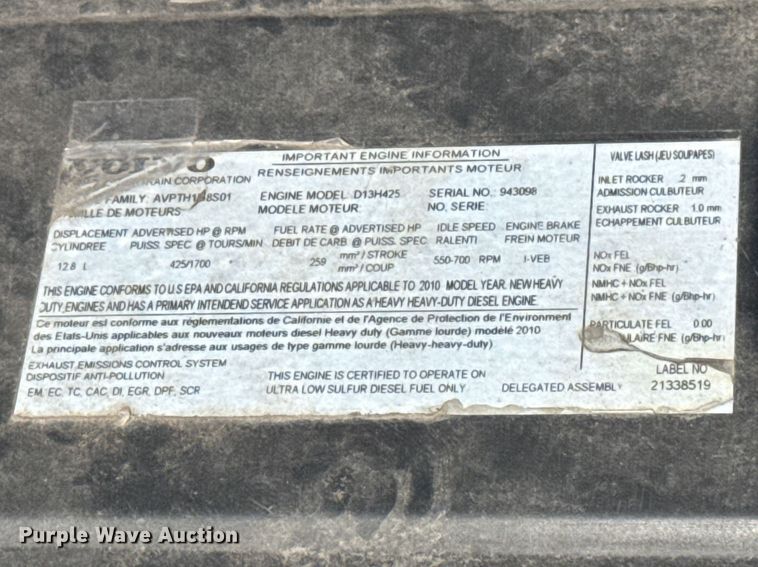 VOLVO
IMPORTANT ENGINE INFORMATION
RENSEIGNEMENTS IMPORTANTS MOTEUR
CORPORATION
FAMILY: ENGINE MODEL: D13H425 SERIAL NO. 943098
DE MOTEURS MODELE MOTEUR: NO. SERIE:
DISPLACEMENT ADVERTISED HP @ RPM FUEL RATE @ ADVERTISED HP IDLE SPEED ENGINE BRAKE
CYLINDREE PUISS. SPEC @ TOURS/MIN DEBIT DE CARB. @ PUISS. SPEC RALENTI FREIN MOTEUR
12.8 L 425/1700 259 mm³ / STROKE 550-700 RPM I-VEB
mm³ / COUP
THIS ENGINE CONFORMS TO U S EPA AND CALIFORNIA REGULATIONS APPLICABLE TO 2010 MODEL YEAR. NEW HEAVY
DUTY, ENGINES AND HAS A PRIMARY INTENDEND SERVICE APPLICATION AS A HEAVY HEAVY-DUTY DIESEL ENGINE.
Ce moteur est conforme aux réglementations de Californie et de l'Agence de Protection de l'Environment
des Etats-Unis applicables aux nouveaux moteurs diesel Heavy duty (Gamme lourde) modèlé 2010
La principale application s'adresse aux usages de type gamme lourde (Heavy-heavy-duty)
EXHAUST EMISSIONS CONTROL SYSTEM
DISPOSITIF ANTI-POLLUTION THIS ENGINE IS CERTIFIED TO OPERATE ON
EM, EC, TC, CAC, DI, EGR, DPF, SCR ULTRA LOW SULFUR DIESEL FUEL ONLY DELEGATED ASSEMBLY
VALVE LASH (JEU SOUPAPES)
INLET ROCKER .2 mm
ADMISSION CULBUTEUR
EXHAUST ROCKER 1.0 mm
ECHAPPEMENT CULBUTEUR
NOx FEL
NOx FNE (g/Bhp-hr)
NMHC + NOx FEL
NMHC + NOx FNE (g/Bhp-hr)
PARTICULATE FEL 0.00
FNE (g/Bhp-hr)
LABEL NO
21338519
Purple Wave Auction